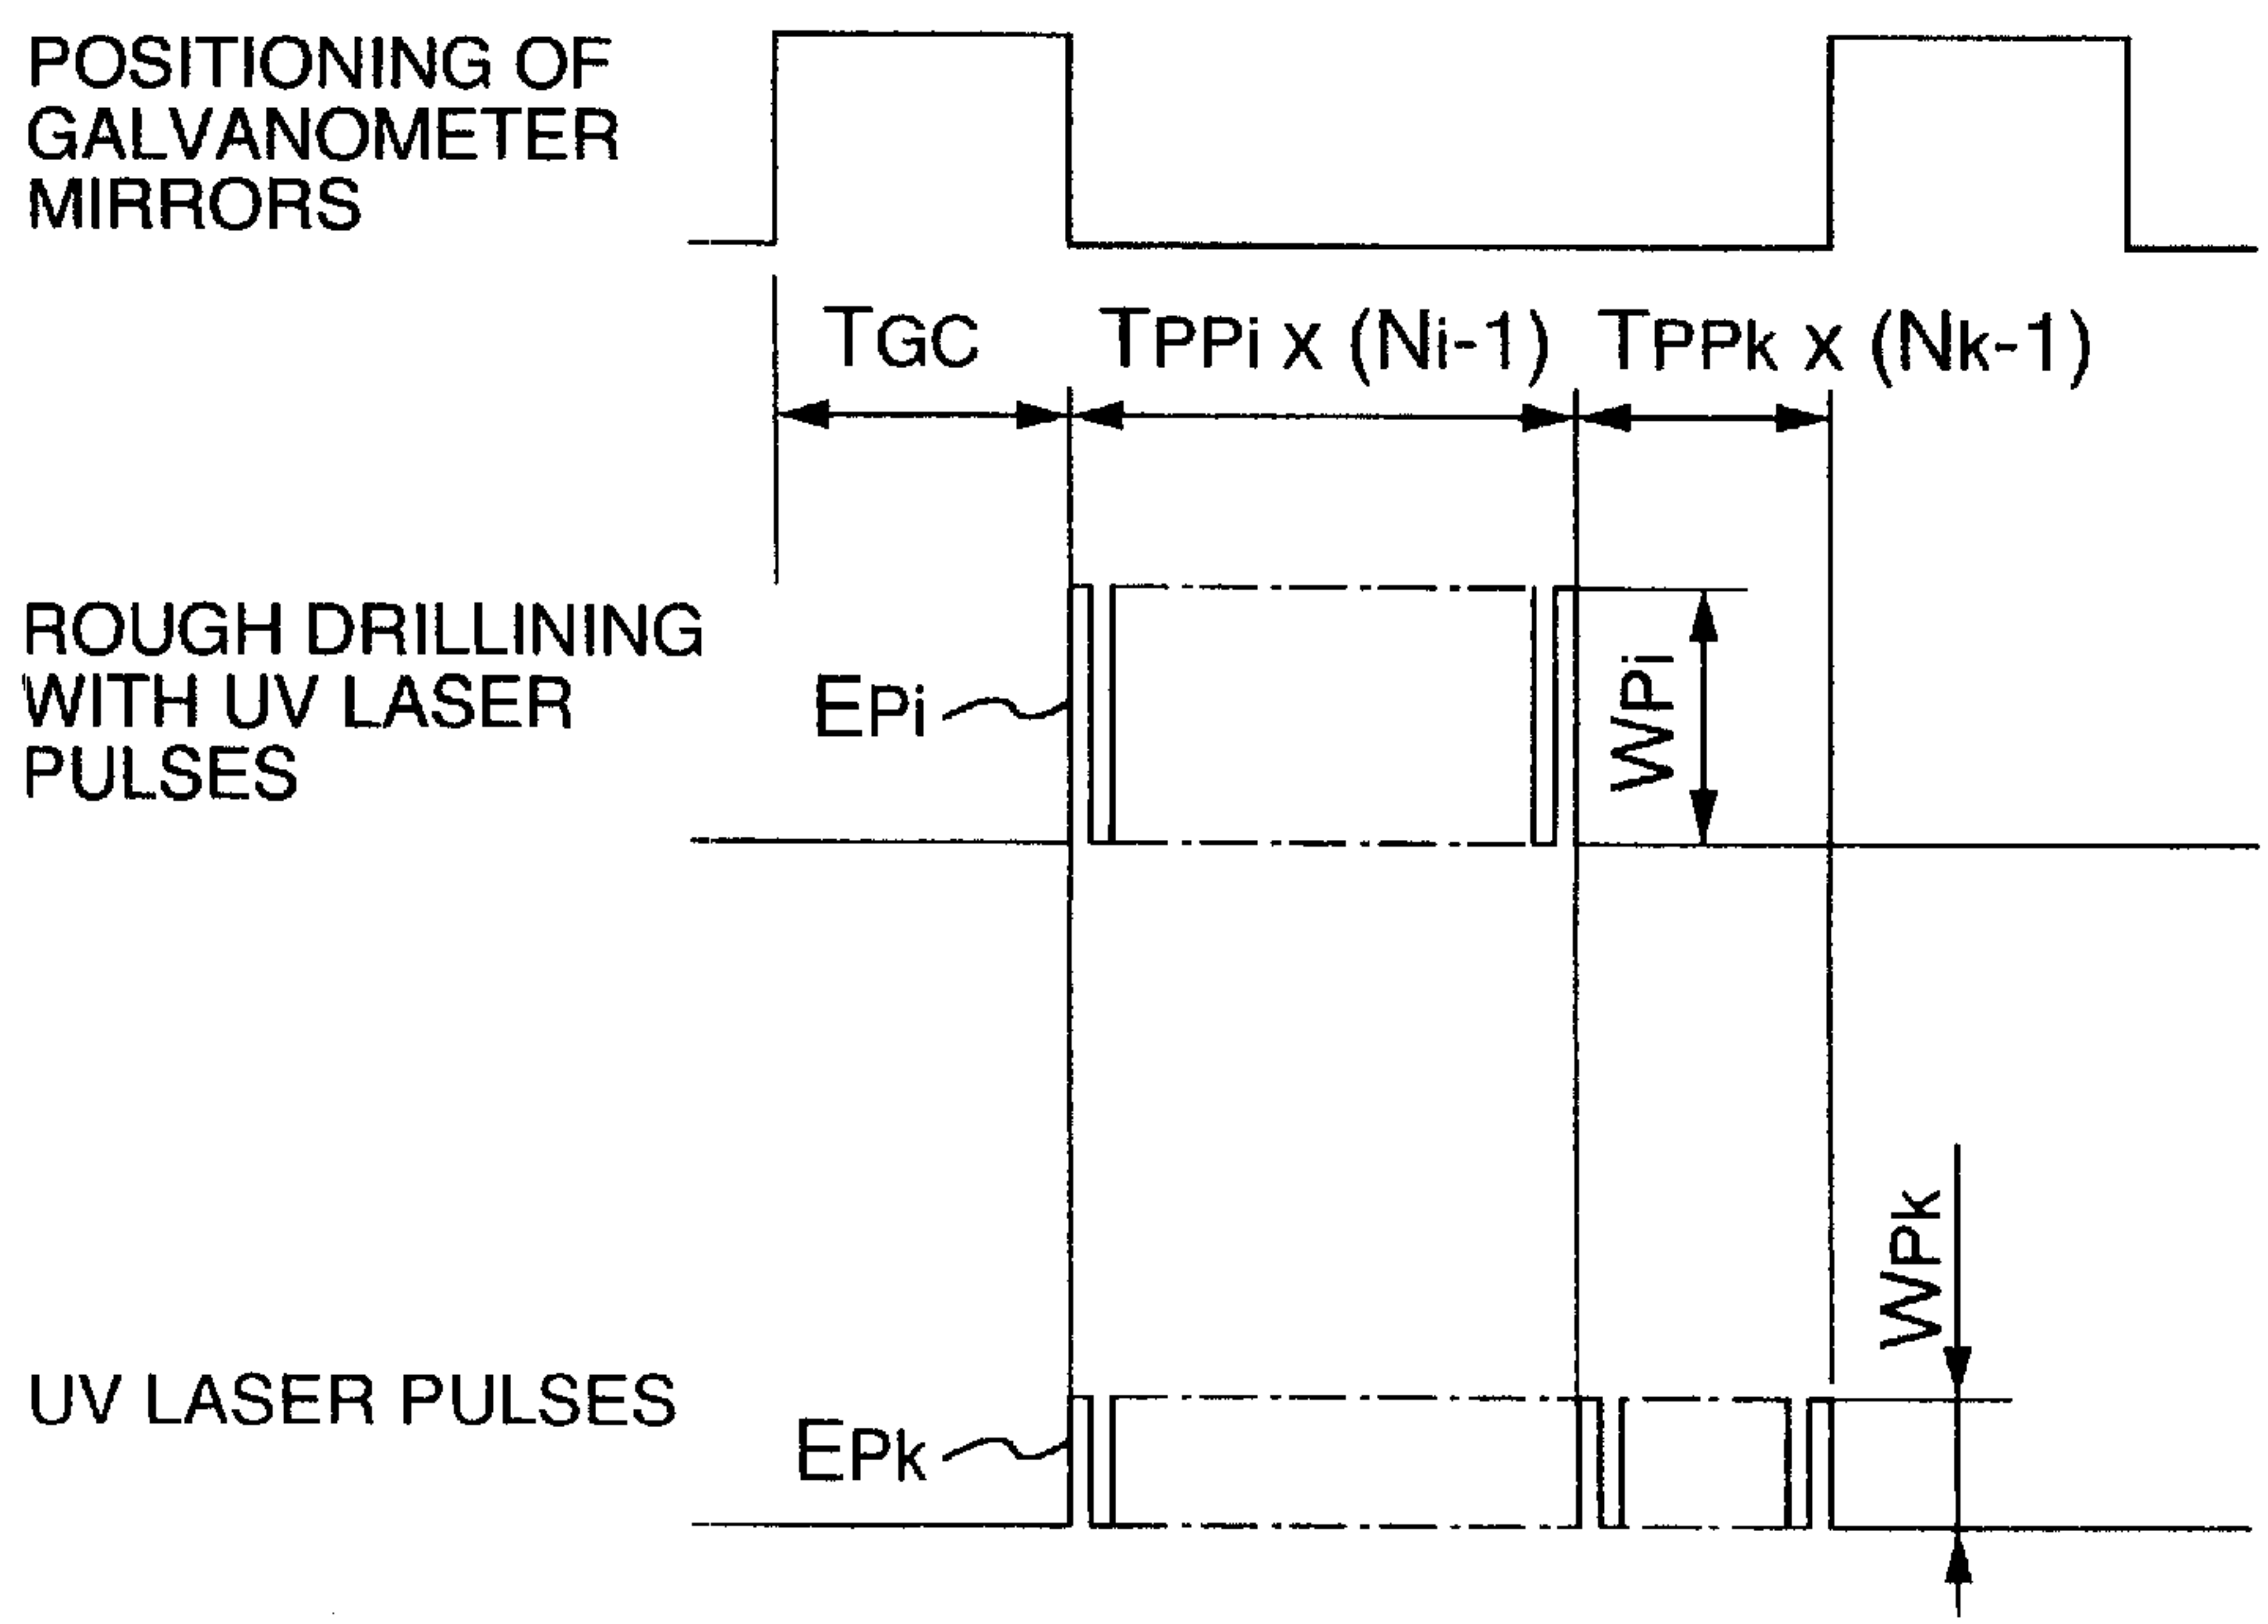 POSITIONING OF
GALVANOMETER
MIRRORS
TGC
TPPi x (Ni-1)
TPPk x (Nk-1)
ROUGH DRILLINING
WITH UV LASER
PULSES
EPi
WPi
WPk
UV LASER PULSES
EPk